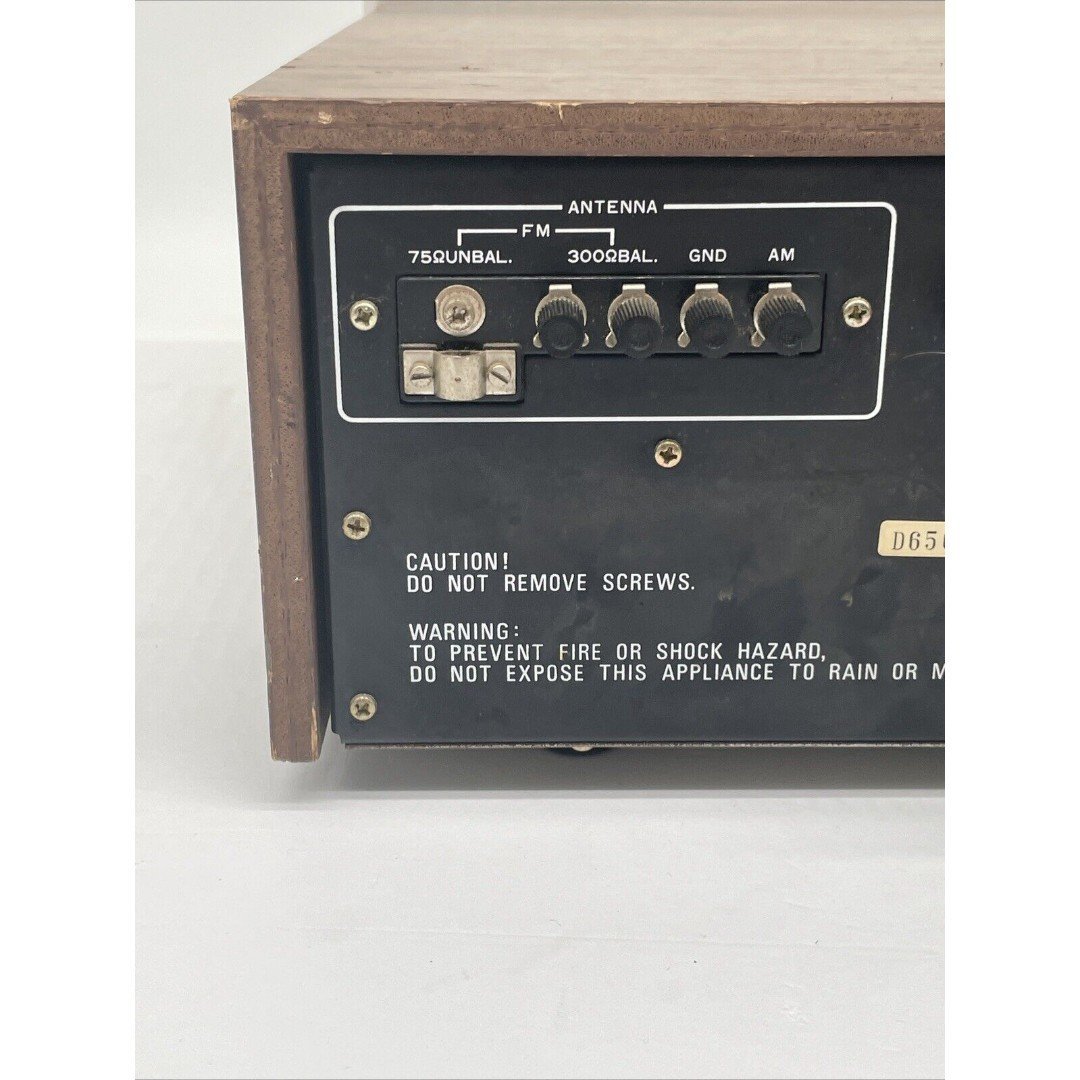 ANTENNA
FM
75ΩUNBAL. 300ΩBAL. GND AM
CAUTION!
DO NOT REMOVE SCREWS.
WARNING:
TO PREVENT FIRE OR SHOCK HAZARD,
DO NOT EXPOSE THIS APPLIANCE TO RAIN OR